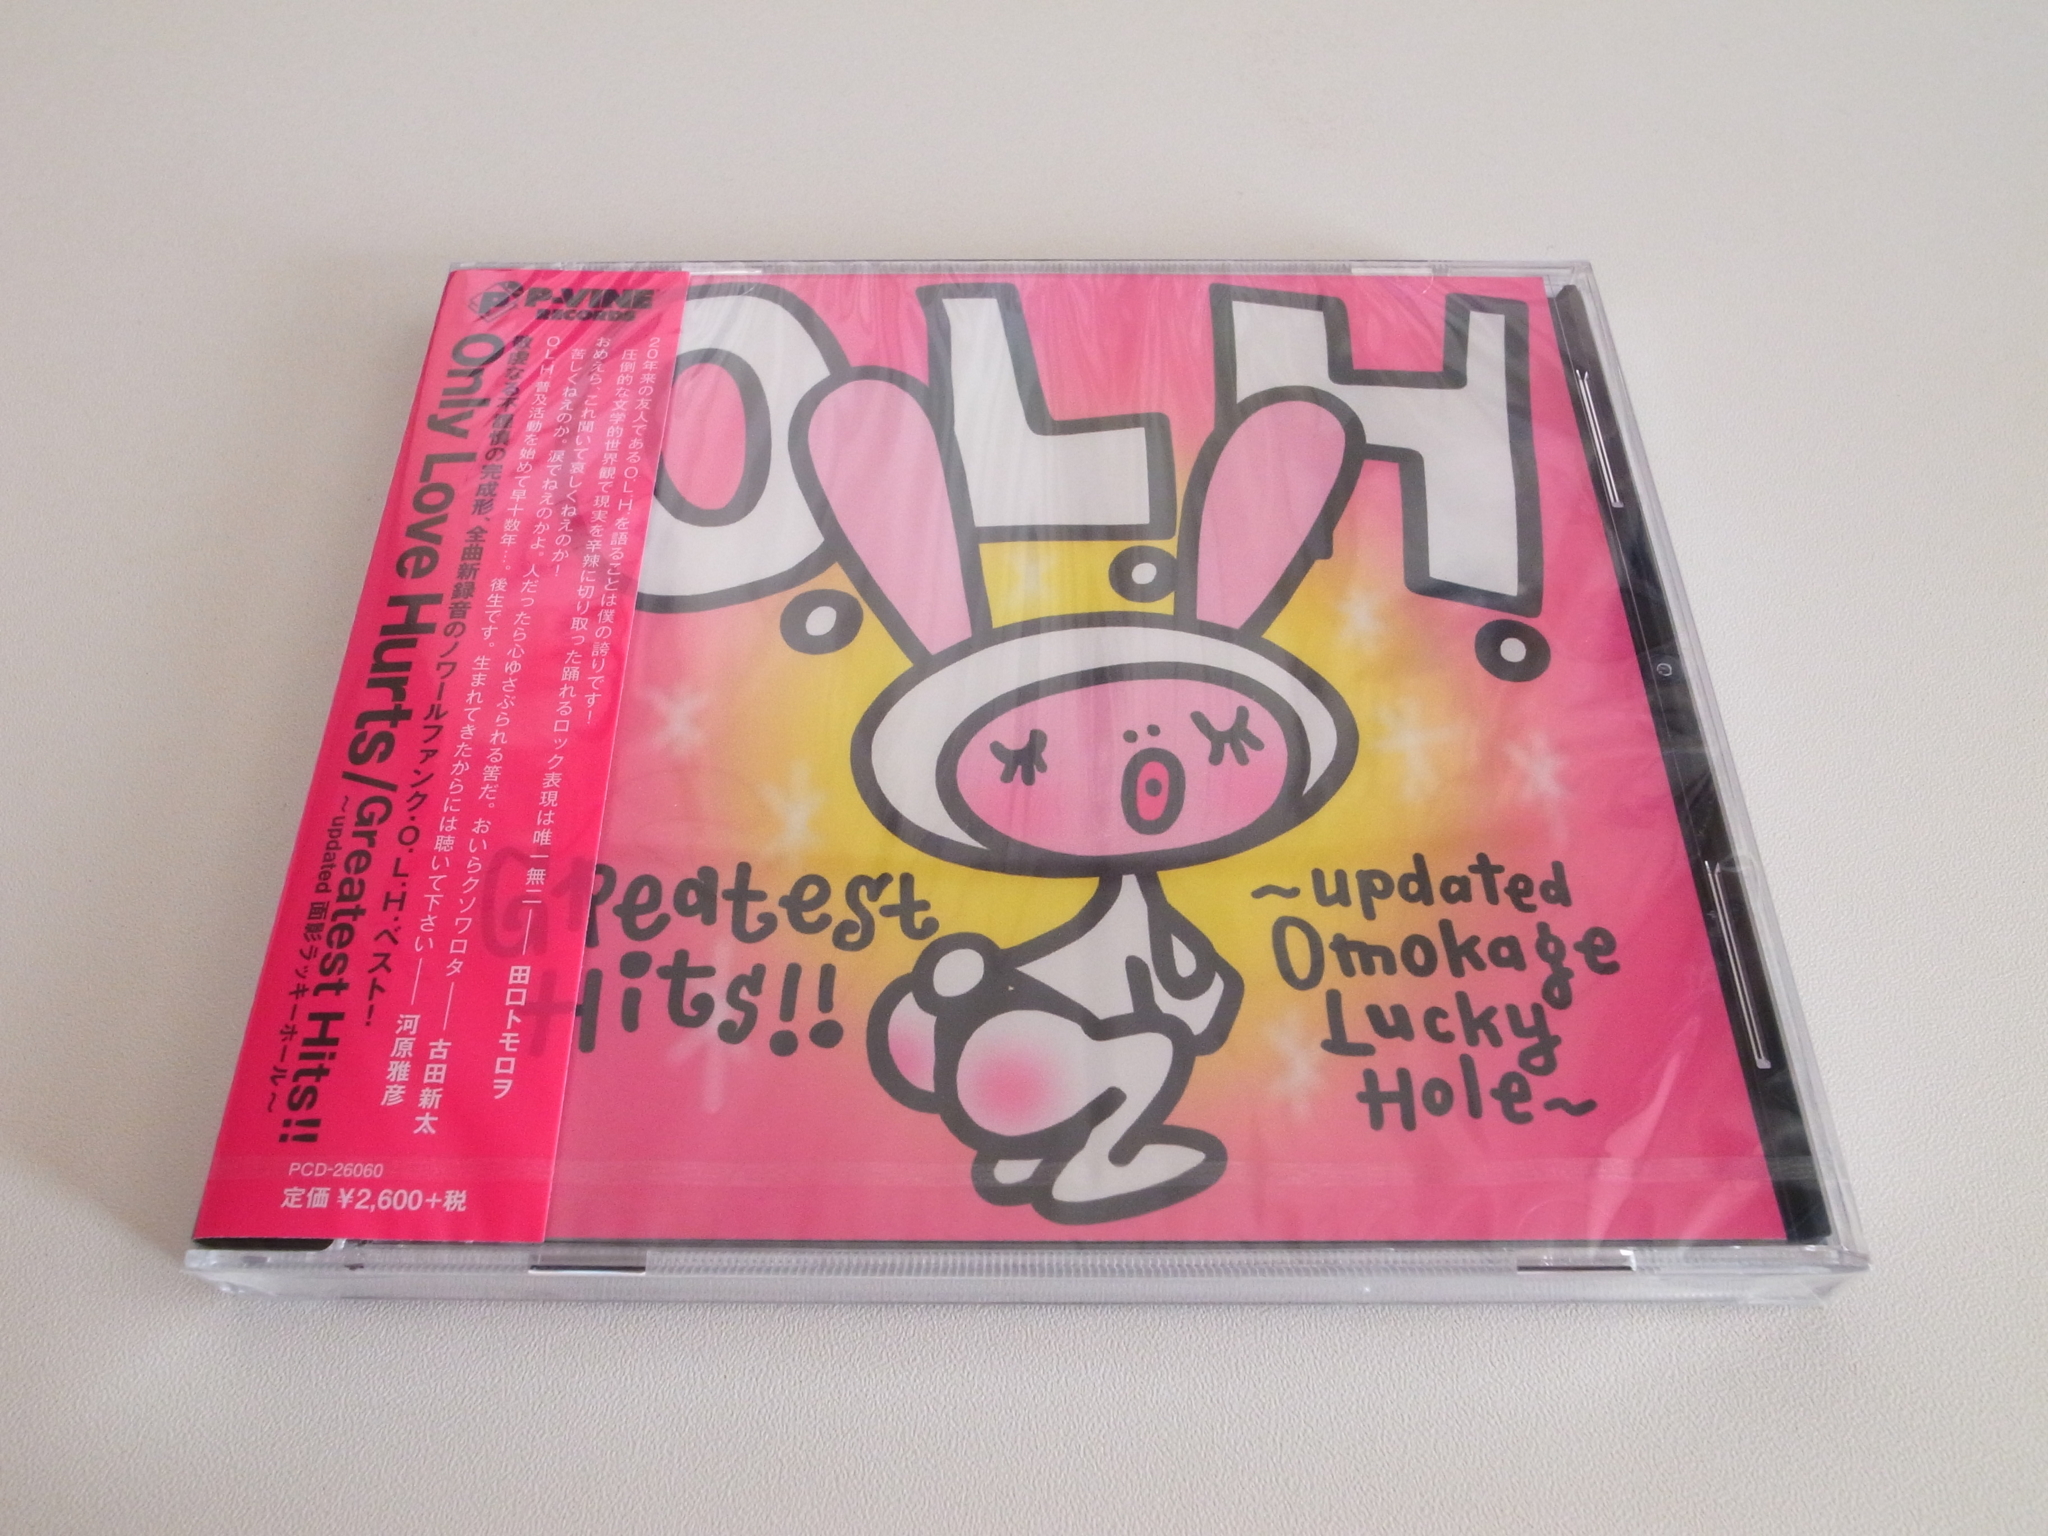 P-VINE
RECORDS
Only Love Hurts/Greatest Hits!!
~updated 面影ラッキーホール~
なる不謹慎の完成形、全曲新録音のノワールファンク・O.L.H.ベスト!
20年来の友人であるO.L.H.を語ることは僕の誇りです!
圧倒的な文学的世界観で現実を辛辣に切り取った踊れるロック表現は唯一無二——田口トモロヲ
おめえら、これ聞いて哀しくねえのか!
苦しくねえのか。涙でねえのかよ。人だったら心ゆさぶられる筈だ。おいらクソワロタ——古田新太
O.L.H.普及活動を始めて早十数年…。後生です。生まれてきたからには聴いて下さい——河原雅彦
PCD-26060
定価 ¥2,600+税
O.L.H.
Greatest
Hits!!
~updated
Omokage
Lucky
Hole~